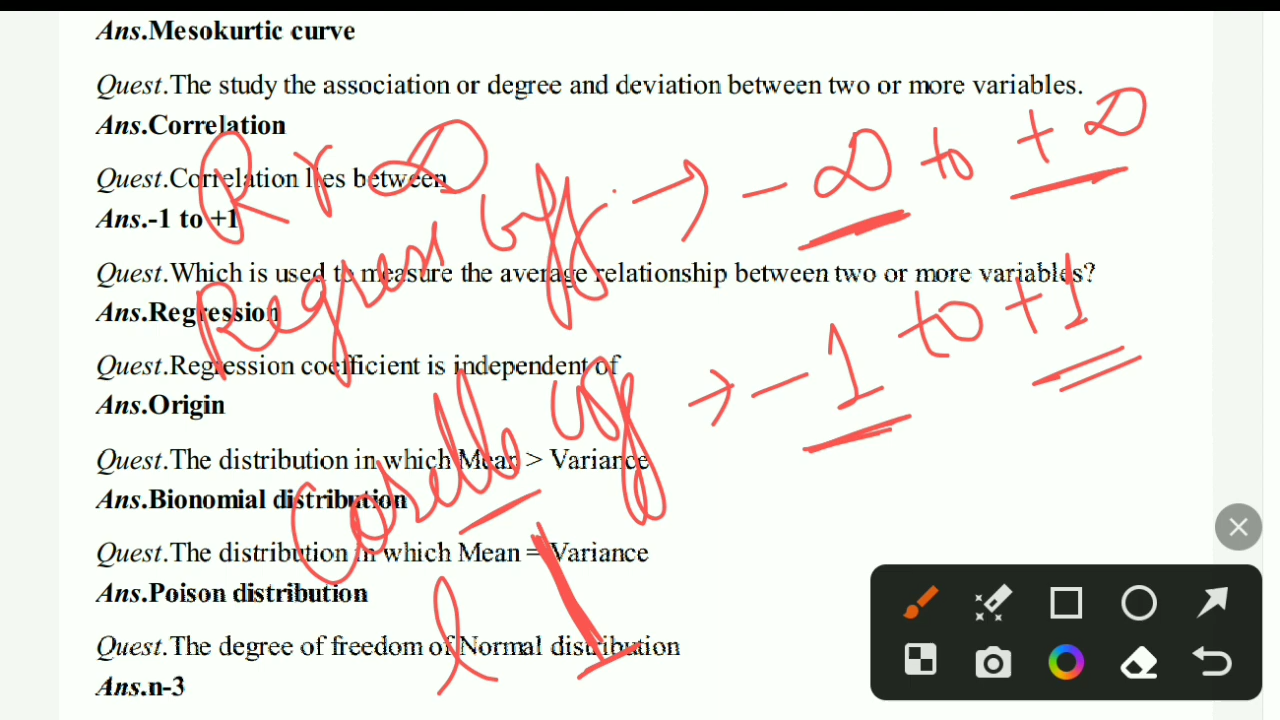 Ans.Mesokurtic curve
Quest.The study the association or degree and deviation between two or more variables.
Ans.Correlation
Quest.Correlation lies between
Ans.-1 to +1
Quest.Which is used to measure the average relationship between two or more variables?
Ans.Regression
Quest.Regression coefficient is independent of
Ans.Origin
Quest.The distribution in which Mean > Variance
Ans.Bionomial distribution
Quest.The distribution in which Mean = Variance
Ans.Poison distribution
Quest.The degree of freedom of Normal distribution
Ans.n-3
R r ∞
→ - ∞ to + ∞
→ - 1 to + 1